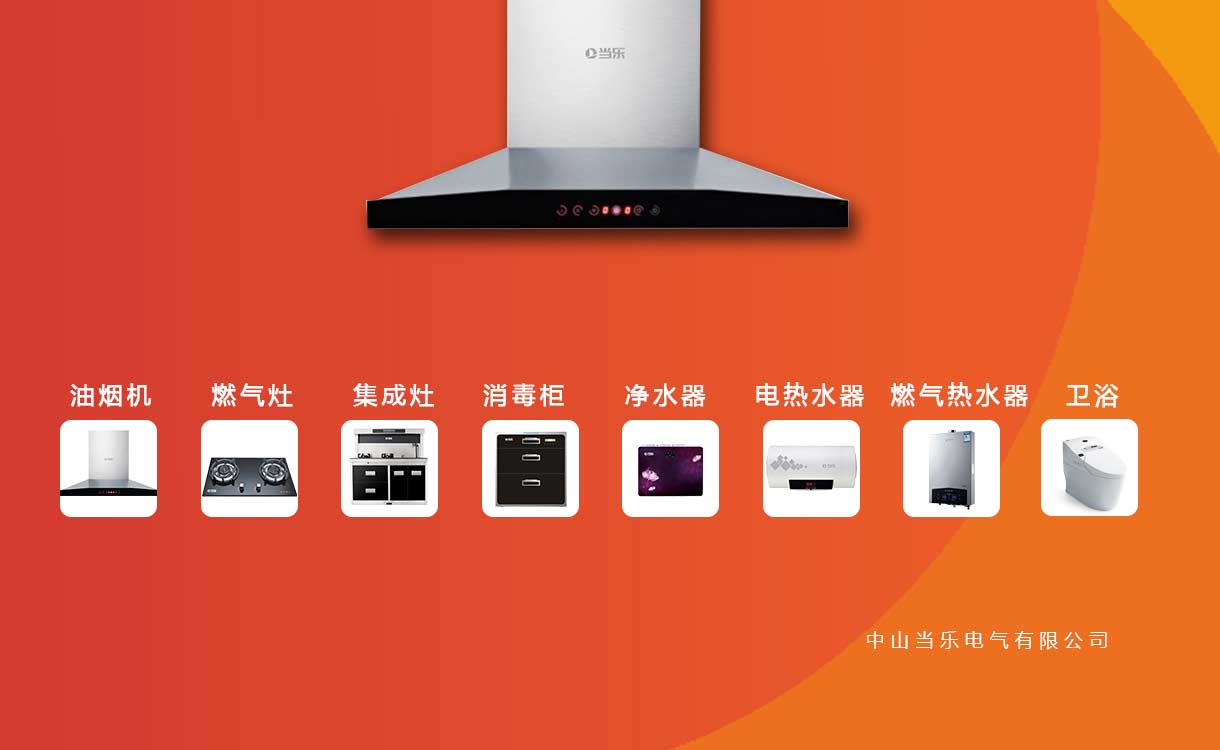 当乐
油烟机 燃气灶 集成灶 消毒柜 净水器 电热水器 燃气热水器 卫浴
中山当乐电气有限公司